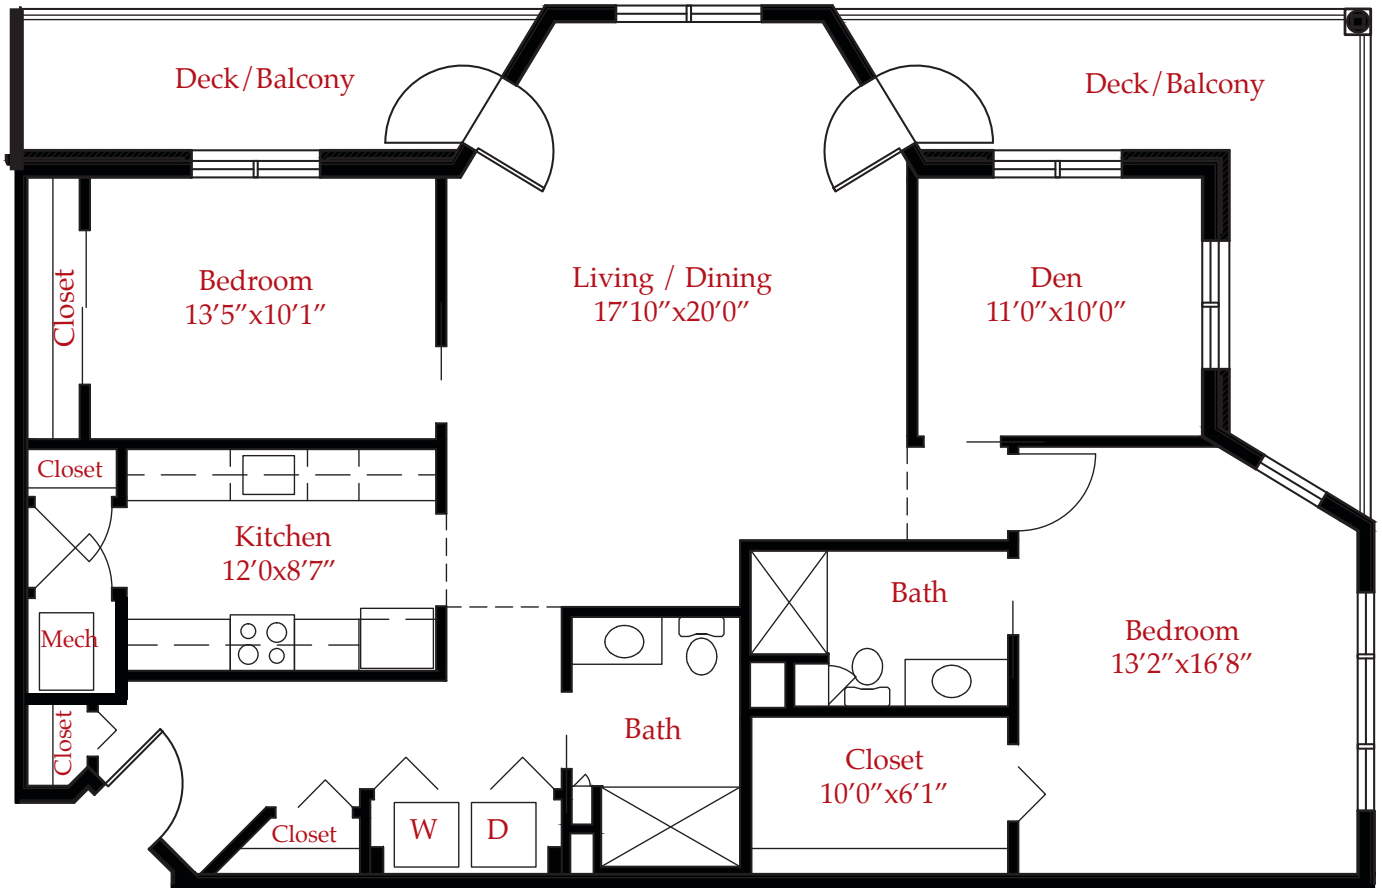 Deck/Balcony
Deck/Balcony
Closet
Bedroom
13'5"x10'1"
Living / Dining
17'10"x20'0"
Den
11'0"x10'0"
Closet
Kitchen
12'0x8'7"
Mech
Bath
Bedroom
13'2"x16'8"
Closet
Bath
Closet
10'0"x6'1"
Closet
W
D